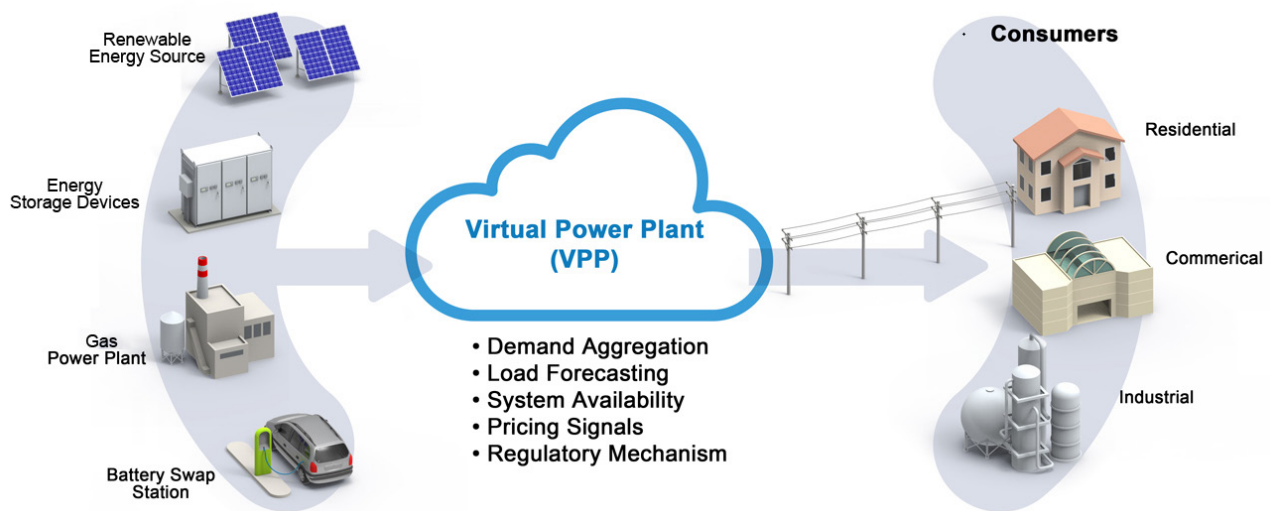 Renewable
Energy Source
Energy
Storage Devices
Gas
Power Plant
Battery Swap
Station
Virtual Power Plant
(VPP)
• Demand Aggregation
• Load Forecasting
• System Availability
• Pricing Signals
• Regulatory Mechanism
Consumers
Residential
Commerical
Industrial